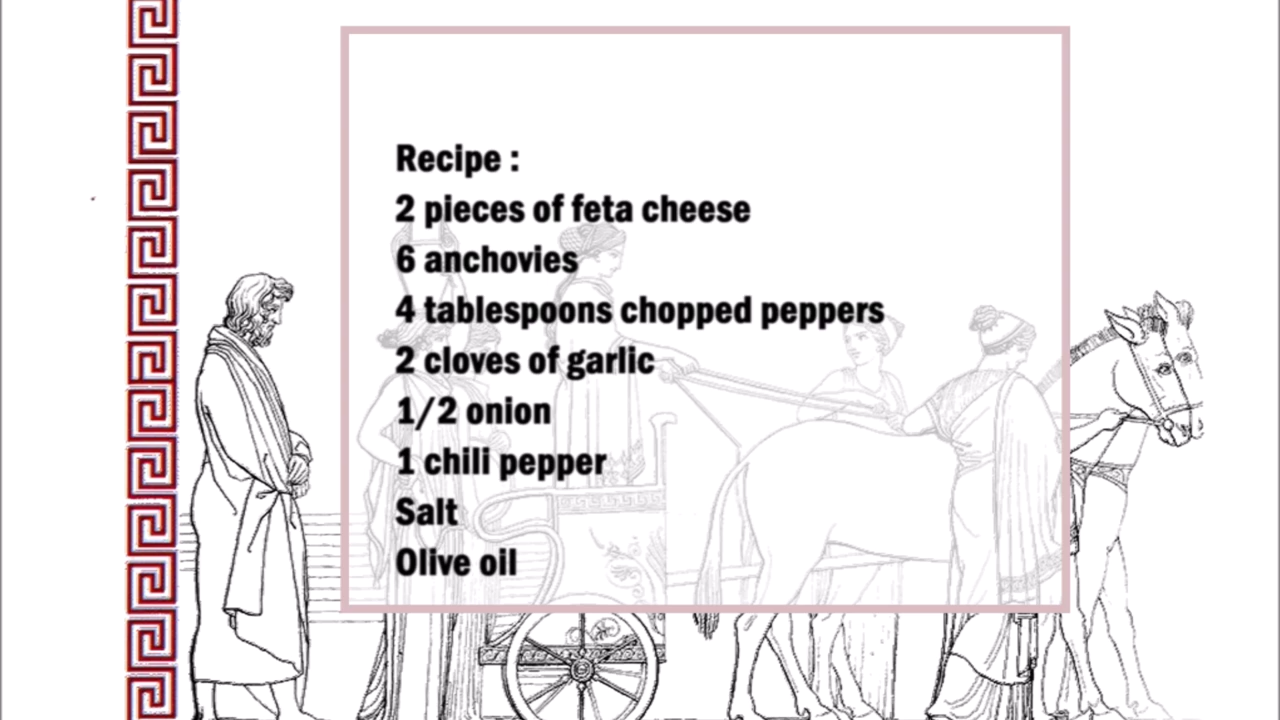 Recipe :
2 pieces of feta cheese
6 anchovies
4 tablespoons chopped peppers
2 cloves of garlic
1/2 onion
1 chili pepper
Salt
Olive oil